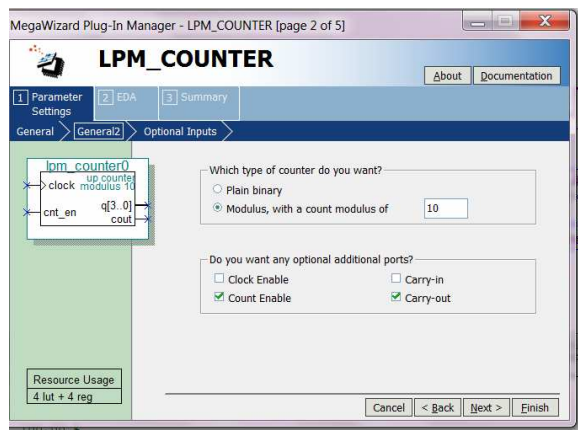 MegaWizard Plug-In Manager - LPM_COUNTER [page 2 of 5]
LPM_COUNTER
About
Documentation
1 Parameter Settings
2 EDA
3 Summary
General
General2
Optional Inputs
lpm_counter0
up counter
clock modulus 10
cnt_en
q[3..0]
cout
Which type of counter do you want?
Plain binary
Modulus, with a count modulus of 10
Do you want any optional additional ports?
Clock Enable
Carry-in
Count Enable
Carry-out
Resource Usage
4 lut + 4 reg
Cancel
< Back
Next >
Finish